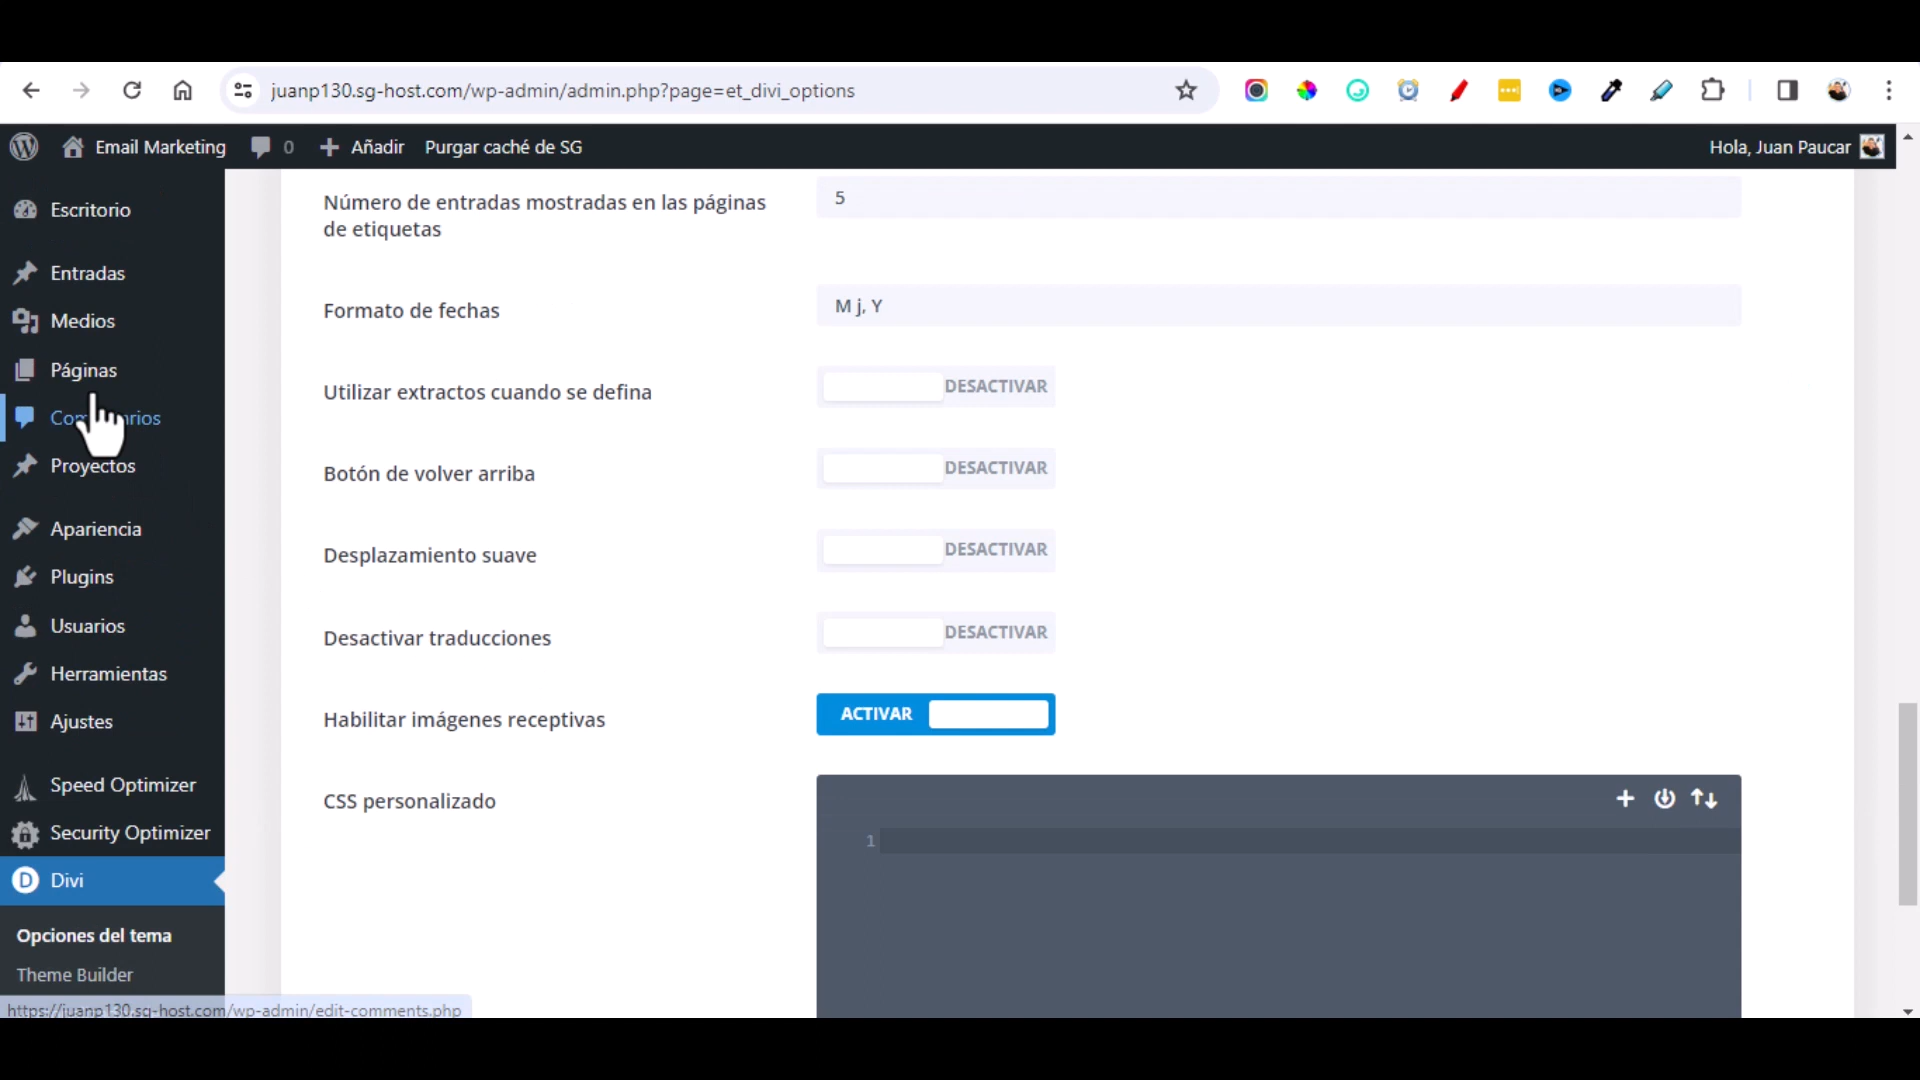 juanp130.sg-host.com/wp-admin/admin.php?page=et_divi_options
Email Marketing
0
Añadir
Purgar caché de SG
Hola, Juan Paucar
Escritorio
Entradas
Medios
Páginas
Proyectos
Apariencia
Plugins
Usuarios
Herramientas
Ajustes
Speed Optimizer
Security Optimizer
D
Divi
Opciones del tema
Theme Builder
https://juanp130.sg-host.com/wp-admin/edit-comments.php
Número de entradas mostradas en las páginas
de etiquetas
5
Formato de fechas
M j, Y
Utilizar extractos cuando se defina
DESACTIVAR
Botón de volver arriba
DESACTIVAR
Desplazamiento suave
DESACTIVAR
Desactivar traducciones
DESACTIVAR
Habilitar imágenes receptivas
ACTIVAR
CSS personalizado
1